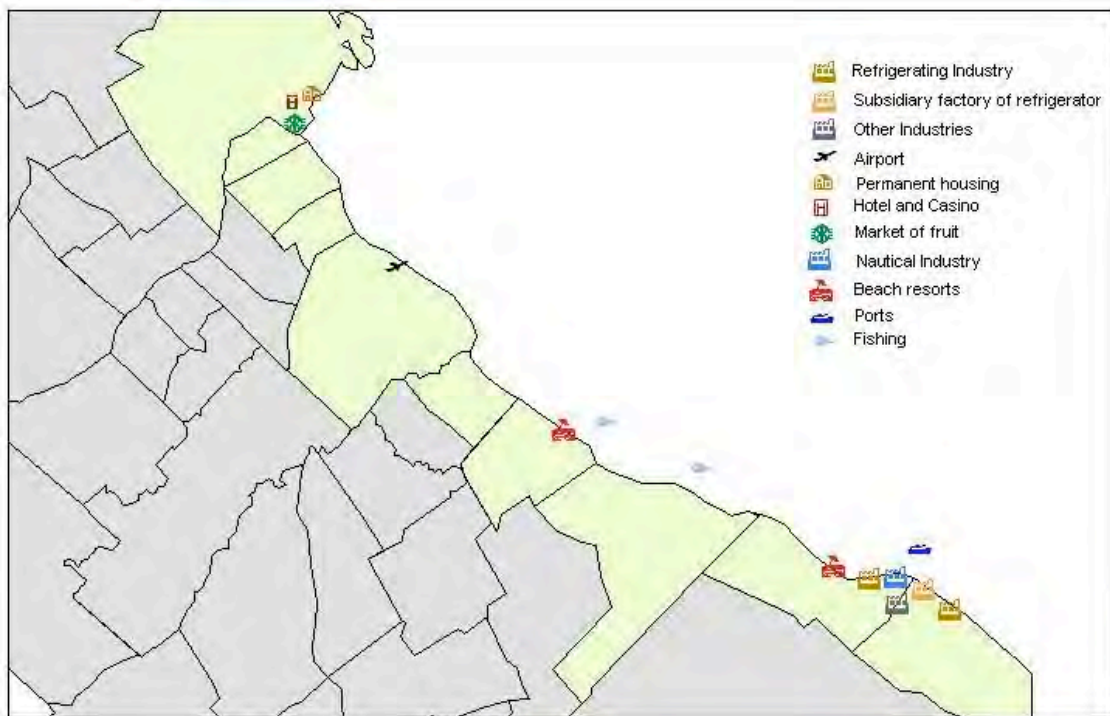 Refrigerating Industry
Subsidiary factory of refrigerator
Other Industries
Airport
Permanent housing
Hotel and Casino
Market of fruit
Nautical Industry
Beach resorts
Ports
Fishing